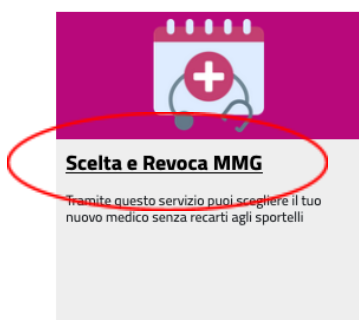 Scelta e Revoca MMG
Tramite questo servizio puoi scegliere il tuo
nuovo medico senza recarti agli sportelli